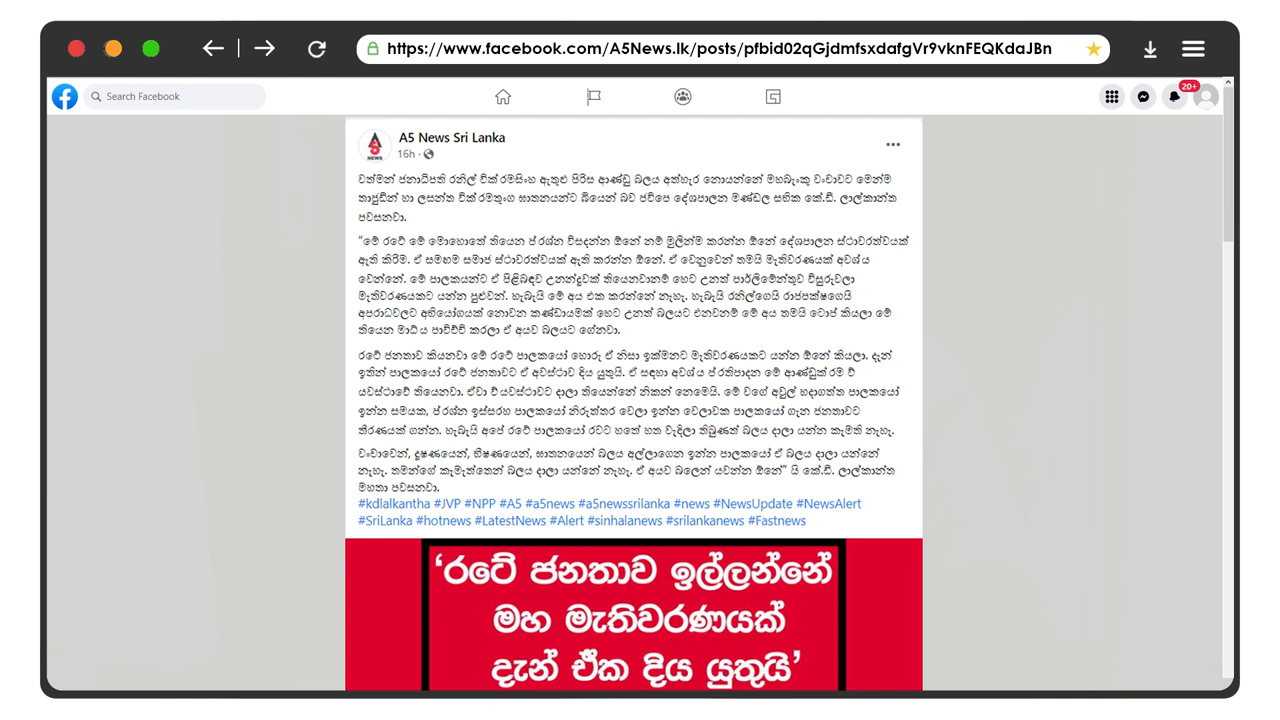 https://www.facebook.com/A5News.lk/posts/pfbid02qGjdmfsxdafgVr9vknFEQKdaJBn
Search Facebook
20+
A5 News Sri Lanka
16h ·
වත්මන් ජනාධිපති රනිල් වික්‍රමසිංහ ඇතුළු පිරිස ආණ්ඩු බලය අත්හැර නොයන්නේ මහබැංකු වංචාවට මෙන්ම
තාජුඩීන් හා ලසන්ත වික්‍රමතුංග ඝාතනයන්ට බියෙන් බව ජවිපෙ දේශපාලන මණ්ඩල සභික කේ.ඩී. ලාල්කාන්ත
පවසනවා.
“මේ රටේ මේ මොහොතේ තියෙන ප්‍රශ්න විසඳන්න ඕනේ නම් මුලින්ම කරන්න ඕනේ දේශපාලන ස්ථාවරත්වයක්
ඇති කිරීම. ඒ සමඟම සමාජ ස්ථාවරත්වයක් ඇති කරන්න ඕනේ. ඒ වෙනුවෙන් තමයි මැතිවරණයක් අවශ්‍ය
වෙන්නේ. මේ පාලකයන්ට ඒ පිළිබඳව උනන්දුවක් තියෙනවානම් හෙට උනත් පාර්ලිමේන්තුව විසුරුවලා
මැතිවරණයකට යන්න පුළුවන්. හැබැයි මේ අය එක කරන්නේ නැහැ. හැබැයි රනිල්ගෙයි රාජපක්ෂගෙයි
අපරාධවලට අභියෝගයක් නොවන කණ්ඩායමක් හෙට උනත් බලයට එනවනම් මේ අය තමයි ටොප් කියලා මේ
තියෙන මාධ්‍ය පාවිච්චි කරලා ඒ අයව බලයට ගේනවා.
රටේ ජනතාව කියනවා මේ රටේ පාලකයෝ හොරු ඒ නිසා ඉක්මනට මැතිවරණයකට යන්න ඕනේ කියලා. දැන්
ඉතින් පාලකයෝ රටේ ජනතාවට ඒ අවස්ථාව දිය යුතුයි. ඒ සඳහා අවශ්‍ය ප්‍රතිපාදන මේ ආණ්ඩුක්‍රම ව්‍
යවස්ථාවේ තියෙනවා. ඒවා ව්‍යවස්ථාවට දාලා තියෙන්නේ නිකන් නෙමෙයි. මේ වගේ අවුල් හදාගත්ත පාලකයෝ
ඉන්න සමයක, ප්‍රශ්න ඉස්සරහ පාලකයෝ නිරුත්තර වෙලා ඉන්න වෙලාවක පාලකයෝ ගැන ජනතාවට
තීරණයක් ගන්න. හැබැයි අපේ රටේ පාලකයෝ රටට හතේ හත වැදිලා තිබුණත් බලය දාලා යන්න කැමති නැහැ.
වංචාවෙන්, දූෂණයෙන්, භීෂණයෙන්, ඝාතනයෙන් බලය අල්ලාගෙන ඉන්න පාලකයෝ ඒ බලය දාලා යන්නේ
නැහැ. තමන්ගේ කැමැත්තෙන් බලය දාලා යන්නේ නැහැ. ඒ අයව බලෙන් යවන්න ඕනේ” යි කේ.ඩී. ලාල්කාන්ත
මහතා පවසනවා.
#kdlalkantha #JVP #NPP #A5 #a5news #a5newssrilanka #news #NewsUpdate #NewsAlert
#SriLanka #hotnews #LatestNews #Alert #sinhalanews #srilankanews #Fastnews
‘රටේ ජනතාව ඉල්ලන්නේ
මහ මැතිවරණයක්
දැන් ඒක දිය යුතුයි’